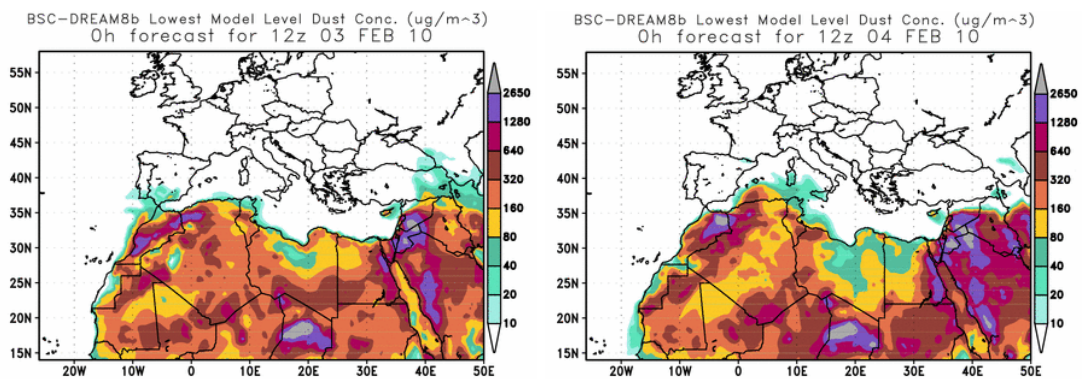 BSC-DREAM8b Lowest Model Level Dust Conc. (ug/m^3)
0h forecast for 12z 03 FEB 10
55N
50N
45N
40N
35N
30N
25N
20N
15N
20W
10W
0
10E
20E
30E
40E
50E
2650
1280
640
320
160
80
40
20
10
BSC-DREAM8b Lowest Model Level Dust Conc. (ug/m^3)
0h forecast for 12z 04 FEB 10
55N
50N
45N
40N
35N
30N
25N
20N
15N
20W
10W
0
10E
20E
30E
40E
50E
2650
1280
640
320
160
80
40
20
10